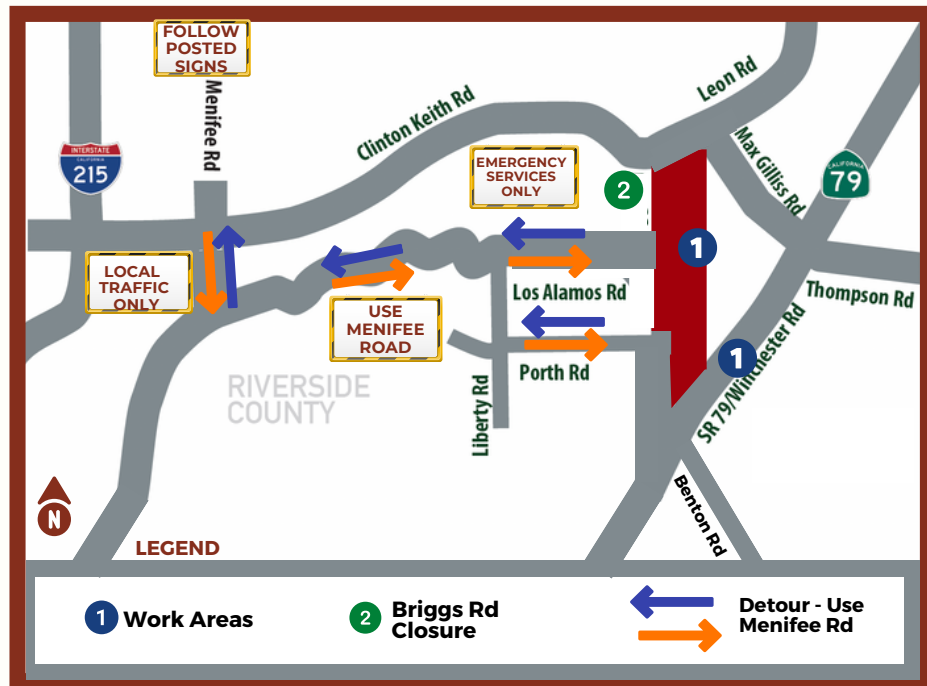 FOLLOW
POSTED
SIGNS
Menifee Rd
Clinton Keith Rd
Leon Rd
INTERSTATE
CALIFORNIA
215
EMERGENCY
SERVICES
ONLY
2
Max Gilliss Rd
CALIFORNIA
79
1
LOCAL
TRAFFIC
ONLY
Los Alamos Rd
Thompson Rd
USE
MENIFEE
ROAD
1
Porth Rd
RIVERSIDE
COUNTY
Liberty Rd
SR 79/Winchester Rd
Benton Rd
N
LEGEND
1 Work Areas
2 Briggs Rd
Closure
Detour - Use
Menifee Rd